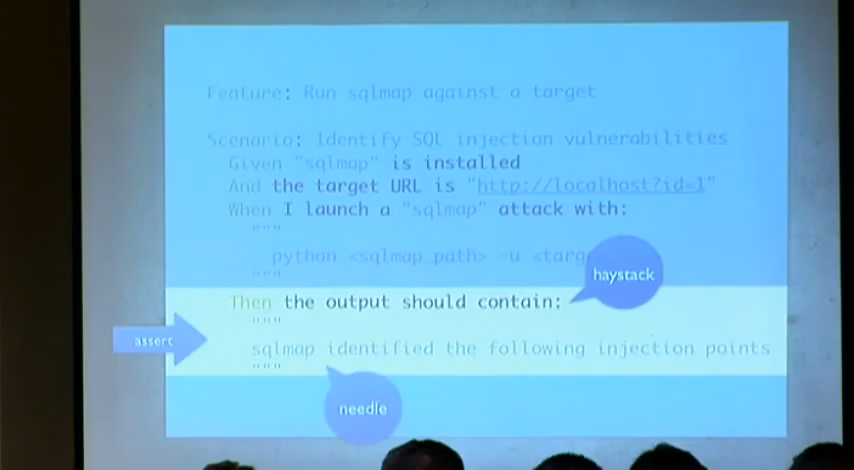 Feature: Run sqlmap against a target
Scenario: Identify SQL injection vulnerabilities
Given "sqlmap" is installed
And the target URL is "http://localhost?id=1"
When I launch a "sqlmap" attack with:
"""
python <sqlmap_path> -u <targ
"""
haystack
Then the output should contain:
"""
assert
sqlmap identified the following injection points
"""
needle